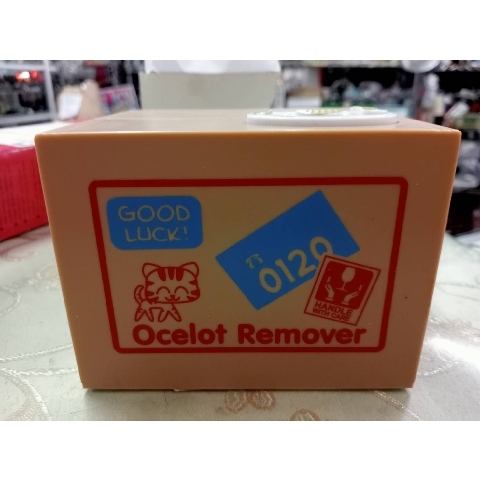 GOOD
LUCK!
0120
HANDLE
WITH CARE
Ocelot Remover